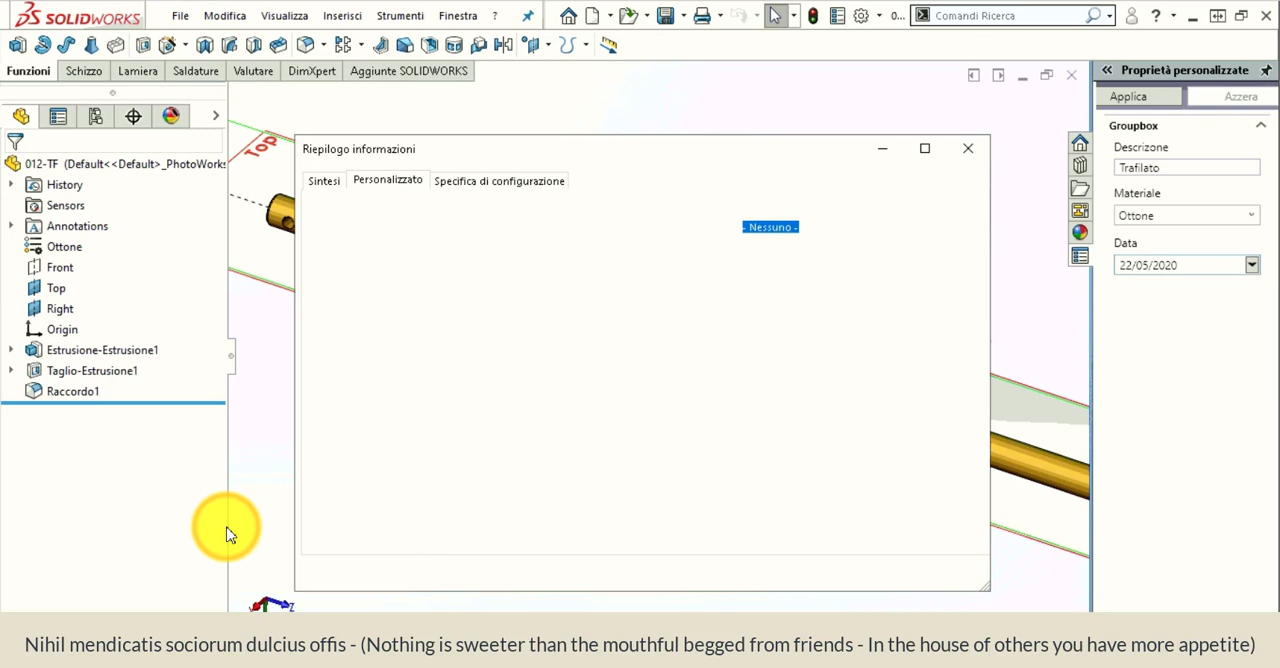 SOLIDWORKS
File Modifica Visualizza Inserisci Strumenti Finestra ?
0...
Comandi Ricerca
?
Funzioni Schizzo Lamiera Saldature Valutare DimXpert Aggiunte SOLIDWORKS
012-TF (Default<<Default>_PhotoWorks
History
Sensors
Annotations
Ottone
Front
Top
Right
Origin
Estrusione-Estrusione1
Taglio-Estrusione1
Raccordo1
Top
Z
Riepilogo informazioni
Sintesi Personalizzato Specifica di configurazione
- Nessuno -
Proprietà personalizzate
Applica Azzera
Groupbox
Descrizione
Trafilato
Materiale
Ottone
Data
22/05/2020
Nihil mendicatis sociorum dulcius offis - (Nothing is sweeter than the mouthful begged from friends - In the house of others you have more appetite)